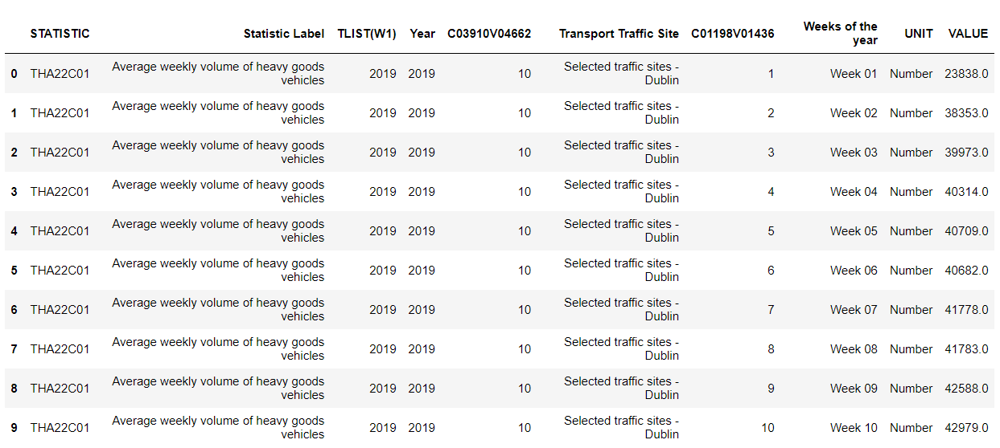 STATISTIC Statistic Label TLIST(W1) Year C03910V04662 Transport Traffic Site C01198V01436 Weeks of the year UNIT VALUE
0 THA22C01 Average weekly volume of heavy goods vehicles 2019 2019 10 Selected traffic sites - Dublin 1 Week 01 Number 23838.0
1 THA22C01 Average weekly volume of heavy goods vehicles 2019 2019 10 Selected traffic sites - Dublin 2 Week 02 Number 38353.0
2 THA22C01 Average weekly volume of heavy goods vehicles 2019 2019 10 Selected traffic sites - Dublin 3 Week 03 Number 39973.0
3 THA22C01 Average weekly volume of heavy goods vehicles 2019 2019 10 Selected traffic sites - Dublin 4 Week 04 Number 40314.0
4 THA22C01 Average weekly volume of heavy goods vehicles 2019 2019 10 Selected traffic sites - Dublin 5 Week 05 Number 40709.0
5 THA22C01 Average weekly volume of heavy goods vehicles 2019 2019 10 Selected traffic sites - Dublin 6 Week 06 Number 40682.0
6 THA22C01 Average weekly volume of heavy goods vehicles 2019 2019 10 Selected traffic sites - Dublin 7 Week 07 Number 41778.0
7 THA22C01 Average weekly volume of heavy goods vehicles 2019 2019 10 Selected traffic sites - Dublin 8 Week 08 Number 41783.0
8 THA22C01 Average weekly volume of heavy goods vehicles 2019 2019 10 Selected traffic sites - Dublin 9 Week 09 Number 42588.0
9 THA22C01 Average weekly volume of heavy goods vehicles 2019 2019 10 Selected traffic sites - Dublin 10 Week 10 Number 42979.0